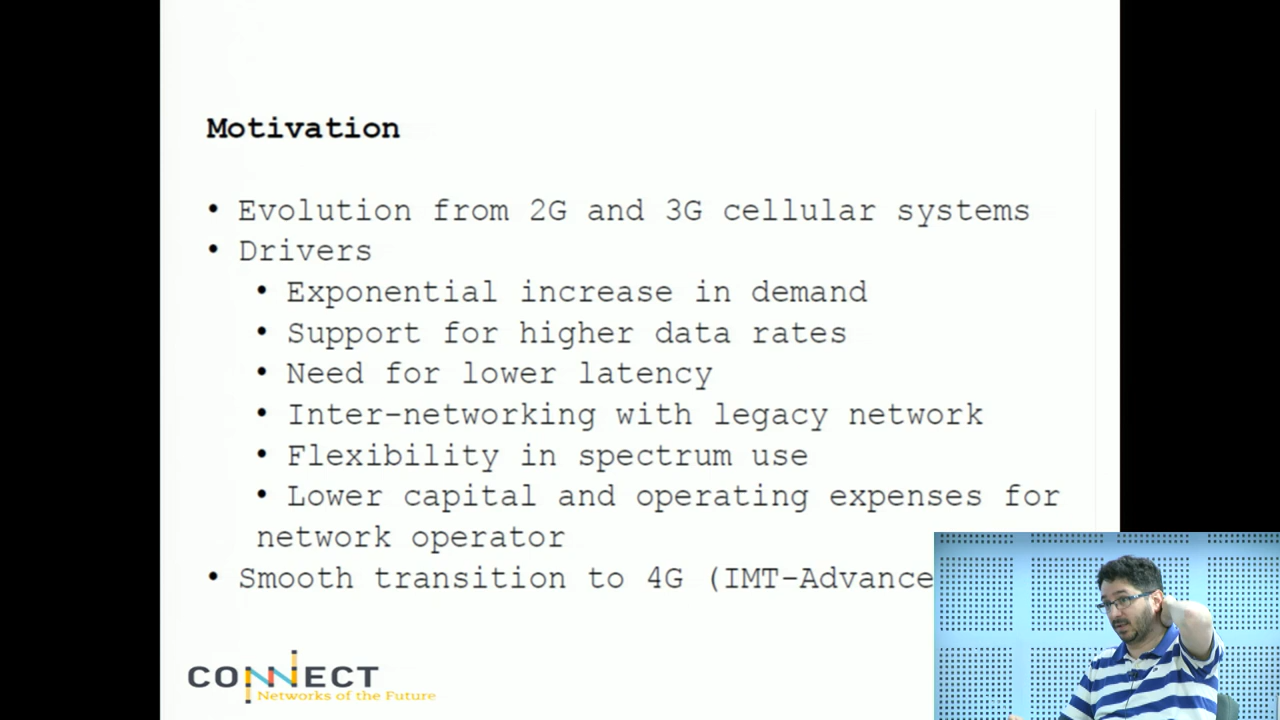 Motivation
• Evolution from 2G and 3G cellular systems
• Drivers
• Exponential increase in demand
• Support for higher data rates
• Need for lower latency
• Inter-networking with legacy network
• Flexibility in spectrum use
• Lower capital and operating expenses for
network operator
• Smooth transition to 4G (IMT-Advance
CONNECT
Networks of the Future